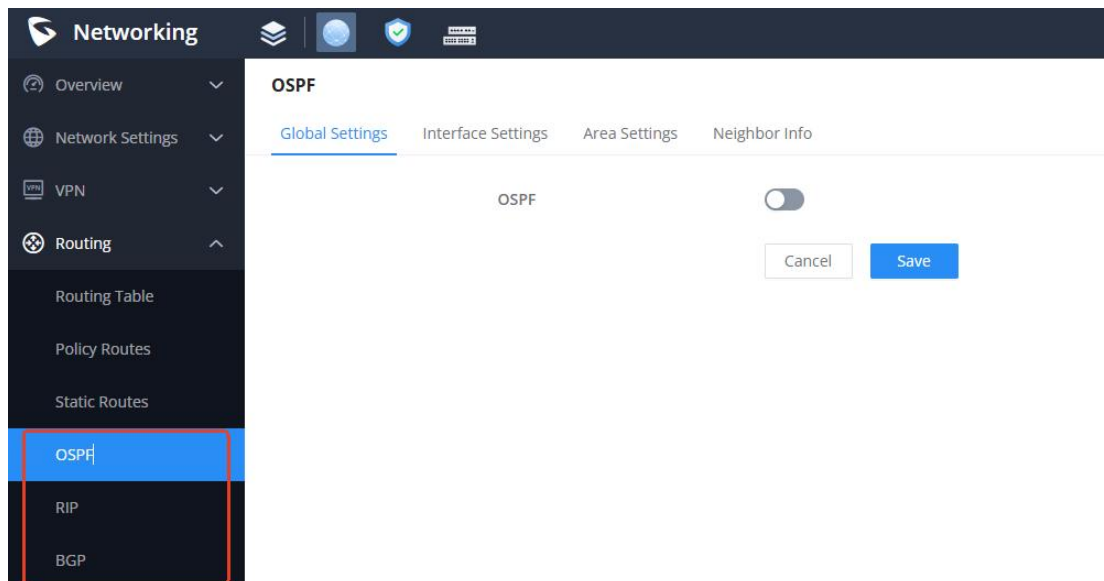 Networking
Overview
Network Settings
VPN
VPN
Routing
Routing Table
Policy Routes
Static Routes
OSPF
RIP
BGP
OSPF
Global Settings Interface Settings Area Settings Neighbor Info
OSPF
Cancel Save